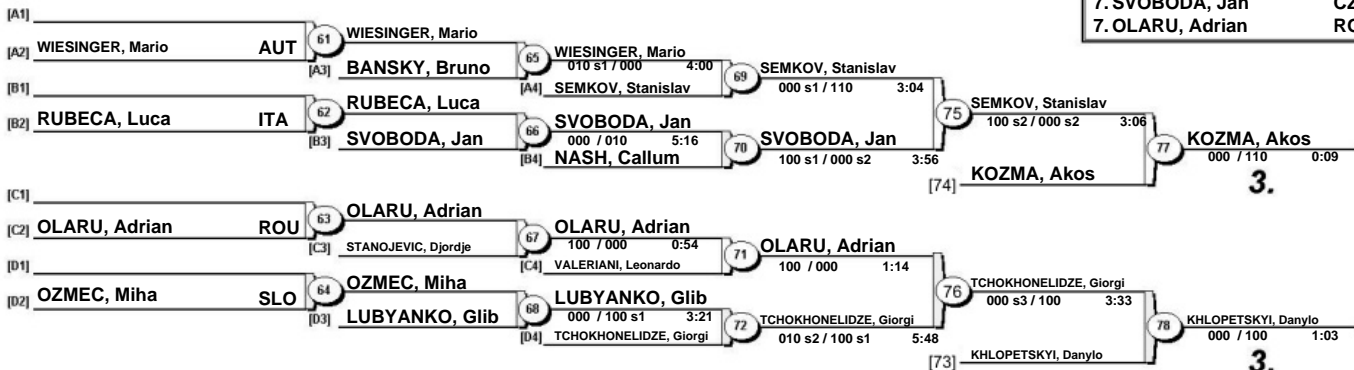 7. SVOBODA, Jan
7. OLARU, Adrian
[A1]
[A2] WIESINGER, Mario AUT
61
WIESINGER, Mario
[A3] BANSKY, Bruno
65
WIESINGER, Mario
010 s1 / 000 4:00
[A4] SEMKOV, Stanislav
69
SEMKOV, Stanislav
000 s1 / 110 3:04
[B1]
[B2] RUBECA, Luca ITA
62
RUBECA, Luca
[B3] SVOBODA, Jan
66
SVOBODA, Jan
000 / 010 5:16
[B4] NASH, Callum
70
SVOBODA, Jan
100 s1 / 000 s2 3:56
75
SEMKOV, Stanislav
100 s2 / 000 s2 3:06
[74] KOZMA, Akos
77
KOZMA, Akos
000 / 110 0:09
3.
[C1]
[C2] OLARU, Adrian ROU
63
OLARU, Adrian
[C3] STANOJEVIC, Djordje
67
OLARU, Adrian
100 / 000 0:54
[C4] VALERIANI, Leonardo
71
OLARU, Adrian
100 / 000 1:14
[D1]
[D2] OZMEC, Miha SLO
64
OZMEC, Miha
[D3] LUBYANKO, Glib
68
LUBYANKO, Glib
000 / 100 s1 3:21
[D4] TCHOKHONELIDZE, Giorgi
72
TCHOKHONELIDZE, Giorgi
010 s2 / 100 s1 5:48
76
TCHOKHONELIDZE, Giorgi
000 s3 / 100 3:33
[73] KHLOPETSKYI, Danylo
78
KHLOPETSKYI, Danylo
000 / 100 1:03
3.